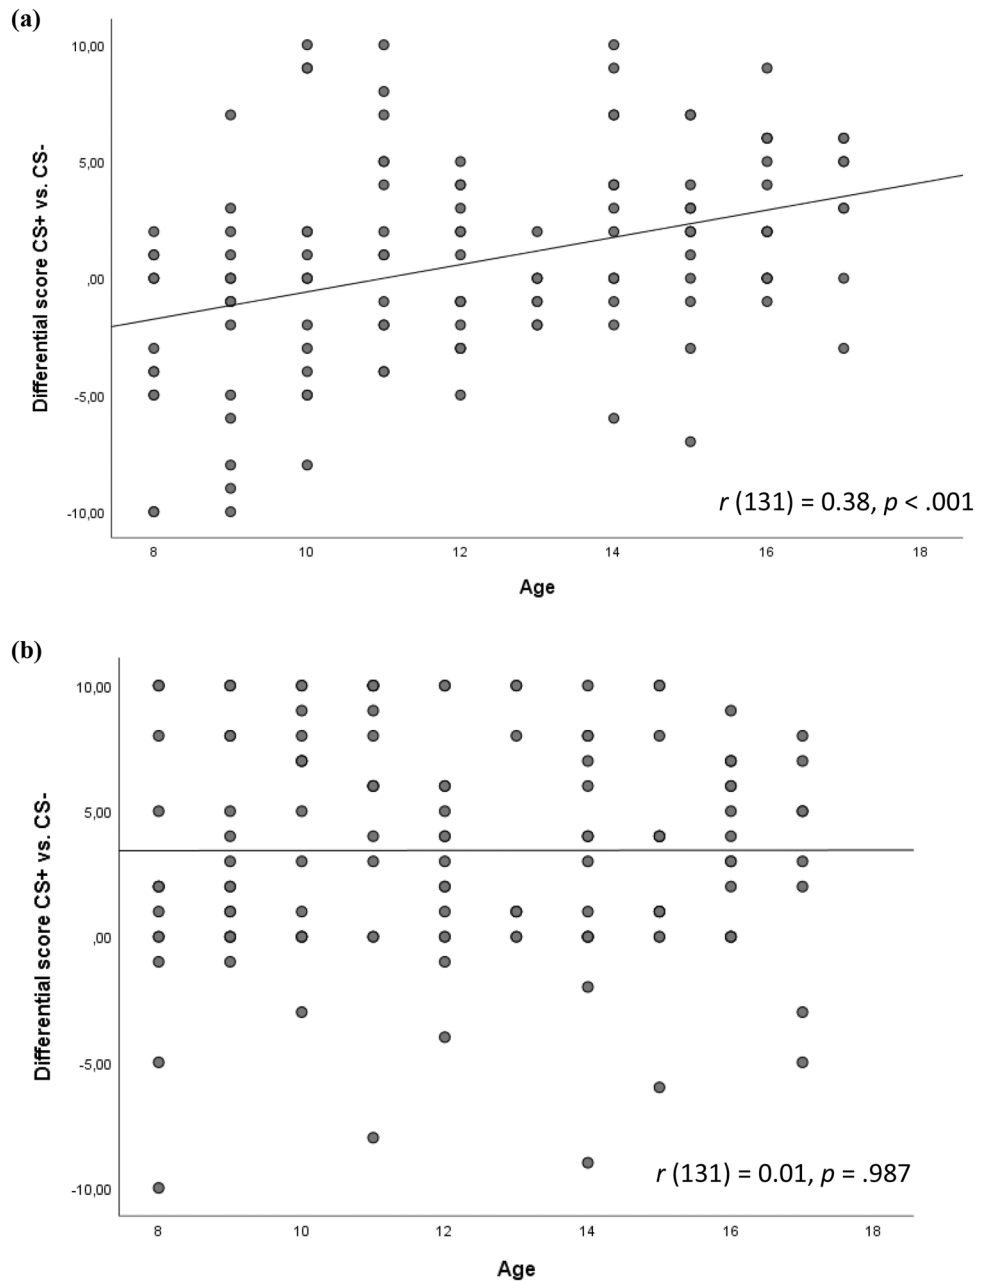 (a)
10,00
5,00
,00
-5,00
-10,00
Differential score CS+ vs. CS-
r (131) = 0.38, p < .001
8 10 12 14 16 18
Age
(b)
10,00
5,00
,00
-5,00
-10,00
Differential score CS+ vs. CS-
r (131) = 0.01, p = .987
8 10 12 14 16 18
Age